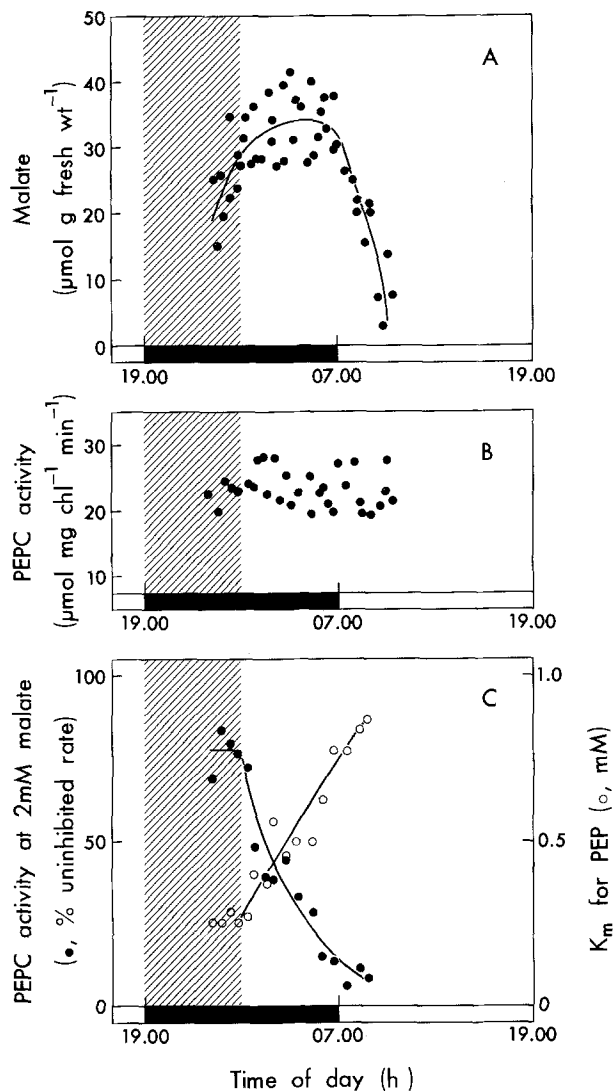 50
40
30
20
10
0
A
Malate
(μmol g fresh wt⁻¹)
19.00 07.00 19.00
30
20
10
B
PEPC activity
(μmol mg chl⁻¹ min⁻¹)
19.00 07.00 19.00
100
50
0
C
PEPC activity at 2mM malate
(●, % uninhibited rate)
1.0
0.5
0
Km for PEP (○, mM)
19.00 07.00 19.00
Time of day (h)